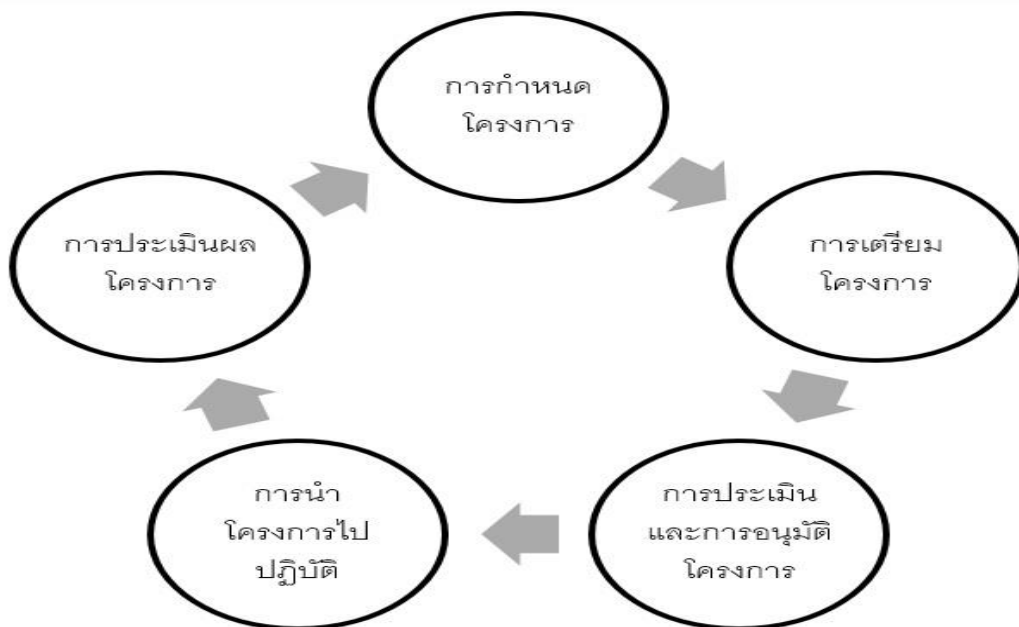 การกำหนด
โครงการ
การเตรียม
โครงการ
การประเมิน
และการอนุมัติ
โครงการ
การนำ
โครงการไป
ปฏิบัติ
การประเมินผล
โครงการ